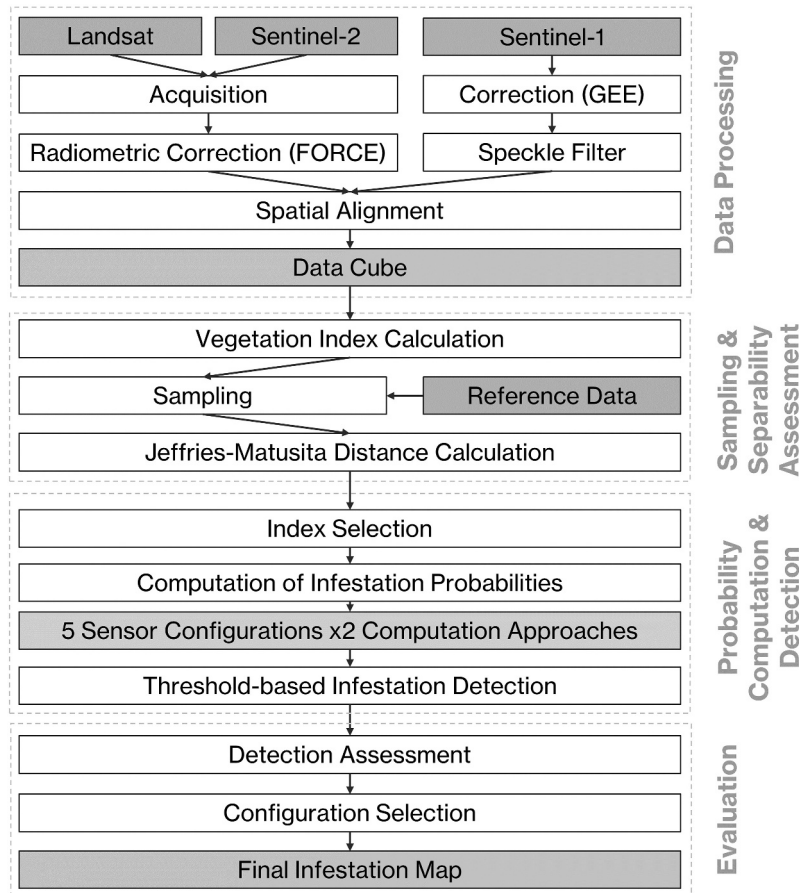 Landsat
Sentinel-2
Sentinel-1
Acquisition
Correction (GEE)
Radiometric Correction (FORCE)
Speckle Filter
Spatial Alignment
Data Cube
Data Processing
Vegetation Index Calculation
Sampling
Reference Data
Jeffries-Matusita Distance Calculation
Sampling &
Separability
Assessment
Index Selection
Computation of Infestation Probabilities
5 Sensor Configurations x2 Computation Approaches
Threshold-based Infestation Detection
Probability
Computation &
Detection
Detection Assessment
Configuration Selection
Final Infestation Map
Evaluation